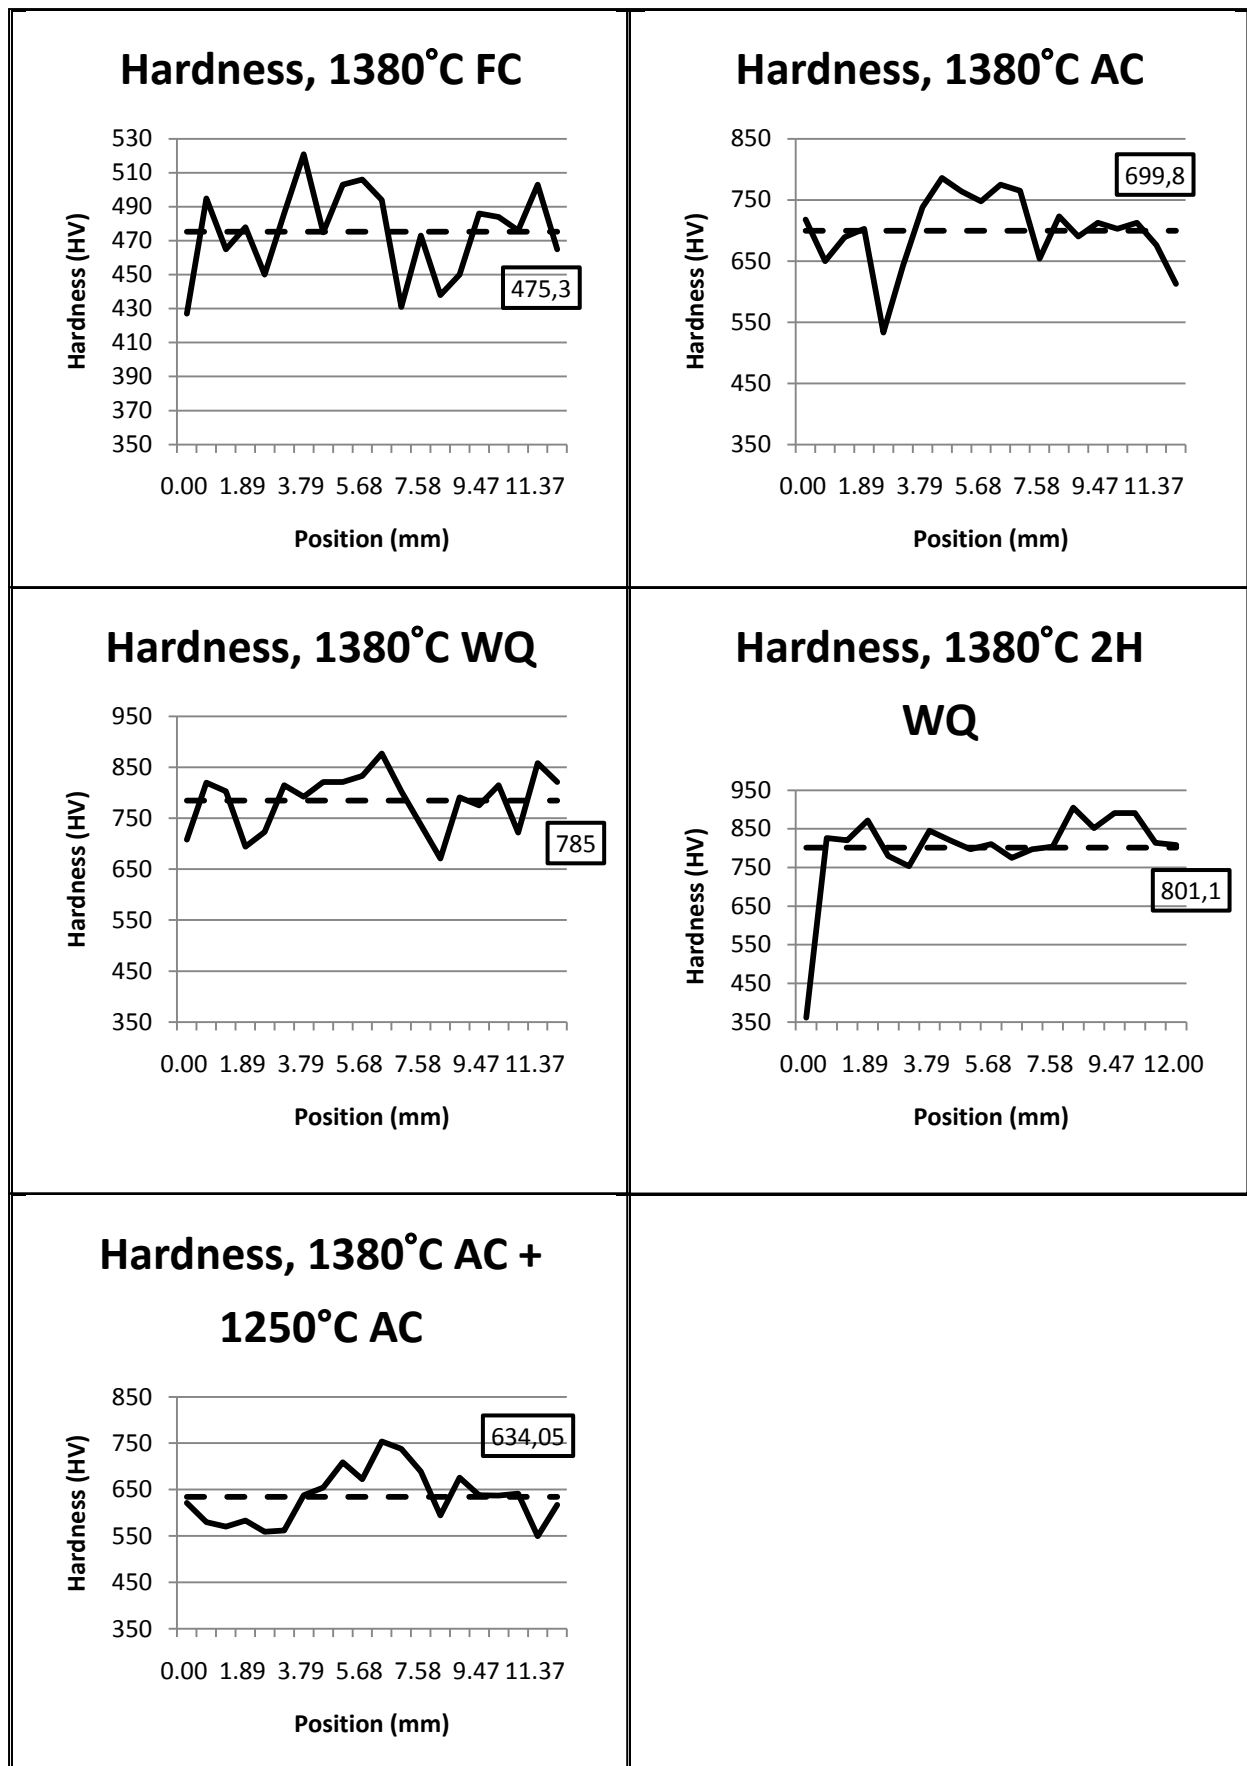 Hardness, 1380°C FC
530
510
490
470
450
430
410
390
370
350
Hardness (HV)
475,3
0.00 1.89 3.79 5.68 7.58 9.47 11.37
Position (mm)
Hardness, 1380°C AC
850
750
650
550
450
350
Hardness (HV)
699,8
0.00 1.89 3.79 5.68 7.58 9.47 11.37
Position (mm)
Hardness, 1380°C WQ
950
850
750
650
550
450
350
Hardness (HV)
785
0.00 1.89 3.79 5.68 7.58 9.47 11.37
Position (mm)
Hardness, 1380°C 2H
WQ
950
850
750
650
550
450
350
Hardness (HV)
801,1
0.00 1.89 3.79 5.68 7.58 9.47 12.00
Position (mm)
Hardness, 1380°C AC +
1250°C AC
850
750
650
550
450
350
Hardness (HV)
634,05
0.00 1.89 3.79 5.68 7.58 9.47 11.37
Position (mm)